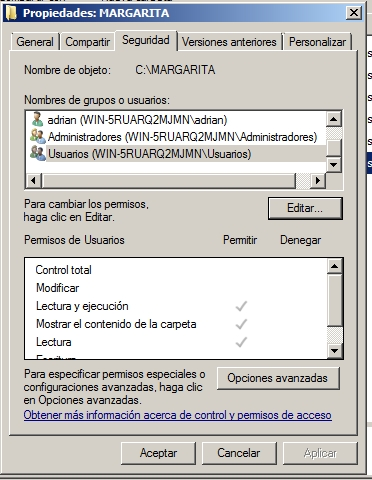 Propiedades: MARGARITA
General
Compartir
Seguridad
Versiones anteriores
Personalizar
Nombre de objeto: C:\MARGARITA
Nombres de grupos o usuarios:
adrian (WIN-5RUARQ2MJMN\adrian)
Administradores (WIN-5RUARQ2MJMN\Administradores)
Usuarios (WIN-5RUARQ2MJMN\Usuarios)
Para cambiar los permisos,
haga clic en Editar.
Editar...
Permisos de Usuarios Permitir Denegar
Control total
Modificar
Lectura y ejecución
Mostrar el contenido de la carpeta
Lectura
Escritura
Para especificar permisos especiales o
configuraciones avanzadas, haga clic
en Opciones avanzadas.
Opciones avanzadas
Obtener más información acerca de control y permisos de acceso
Aceptar
Cancelar
Aplicar